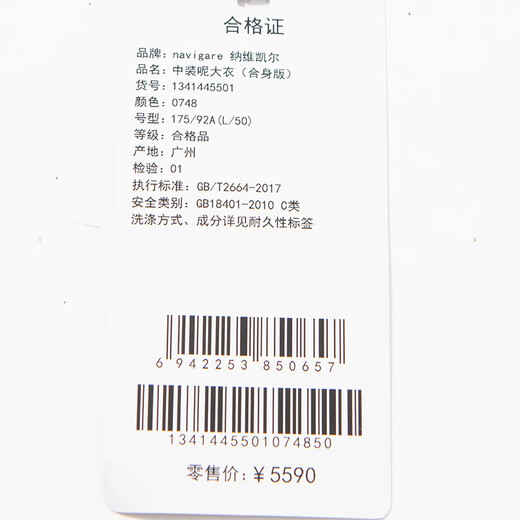 合格证
品牌: navigare 纳维凯尔
品名: 中装呢大衣（合身版）
货号: 1341445501
颜色: 0748
号型: 175/92A(L/50)
等级: 合格品
产地: 广州
检验: 01
执行标准: GB/T2664-2017
安全类别: GB18401-2010 C类
洗涤方式、成分详见耐久性标签
6 942253 850657
1341445501074850
零售价: ￥5590